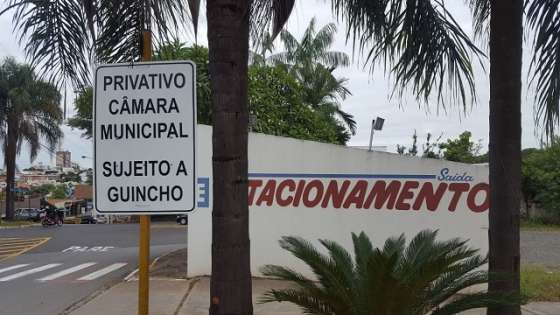 PRIVATIVO
CÂMARA
MUNICIPAL
SUJEITO A
GUINCHO
Saída
E TACIONAMENTO
PARE